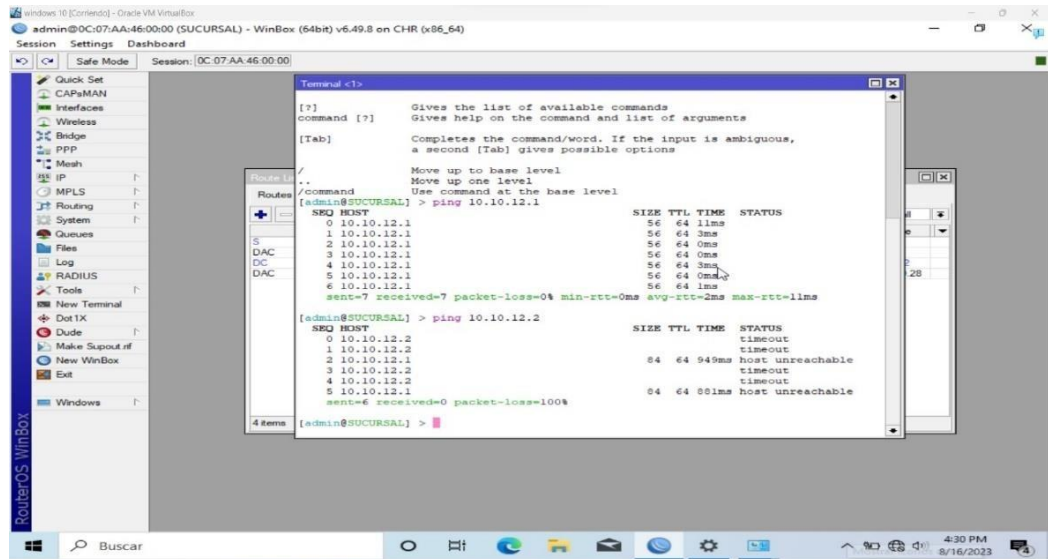 windows 10 [Corriendo] - Oracle VM VirtualBox
admin@0C:07:AA:46:00:00 (SUCURSAL) - WinBox (64bit) v6.49.8 on CHR (x86_64)
Session Settings Dashboard
Safe Mode Session: 0C:07:AA:46:00:00
Quick Set
CAPsMAN
Interfaces
Wireless
Bridge
PPP
Mesh
IP
MPLS
Routing
System
Queues
Files
Log
RADIUS
Tools
New Terminal
Dot1X
Dude
Make Supout.rif
New WinBox
Exit
Windows
RouterOS WinBox
Route Li
Routes
S
DAC
DC
DAC
28
4 items
Terminal <1>
[?] Gives the list of available commands
command [?] Gives help on the command and list of arguments
[Tab] Completes the command/word. If the input is ambiguous,
a second [Tab] gives possible options
/ Move up to base level
.. Move up one level
/command Use command at the base level
[admin@SUCURSAL] > ping 10.10.12.1
SEQ HOST SIZE TTL TIME STATUS
0 10.10.12.1 56 64 11ms
1 10.10.12.1 56 64 3ms
2 10.10.12.1 56 64 0ms
3 10.10.12.1 56 64 0ms
4 10.10.12.1 56 64 3ms
5 10.10.12.1 56 64 0ms
6 10.10.12.1 56 64 1ms
sent=7 received=7 packet-loss=0% min-rtt=0ms avg-rtt=2ms max-rtt=11ms
[admin@SUCURSAL] > ping 10.10.12.2
SEQ HOST SIZE TTL TIME STATUS
0 10.10.12.2 timeout
1 10.10.12.2 timeout
2 10.10.12.1 84 64 949ms host unreachable
3 10.10.12.2 timeout
4 10.10.12.2 timeout
5 10.10.12.1 84 64 881ms host unreachable
sent=6 received=0 packet-loss=100%
[admin@SUCURSAL] >
Buscar
4:30 PM
8/16/2023